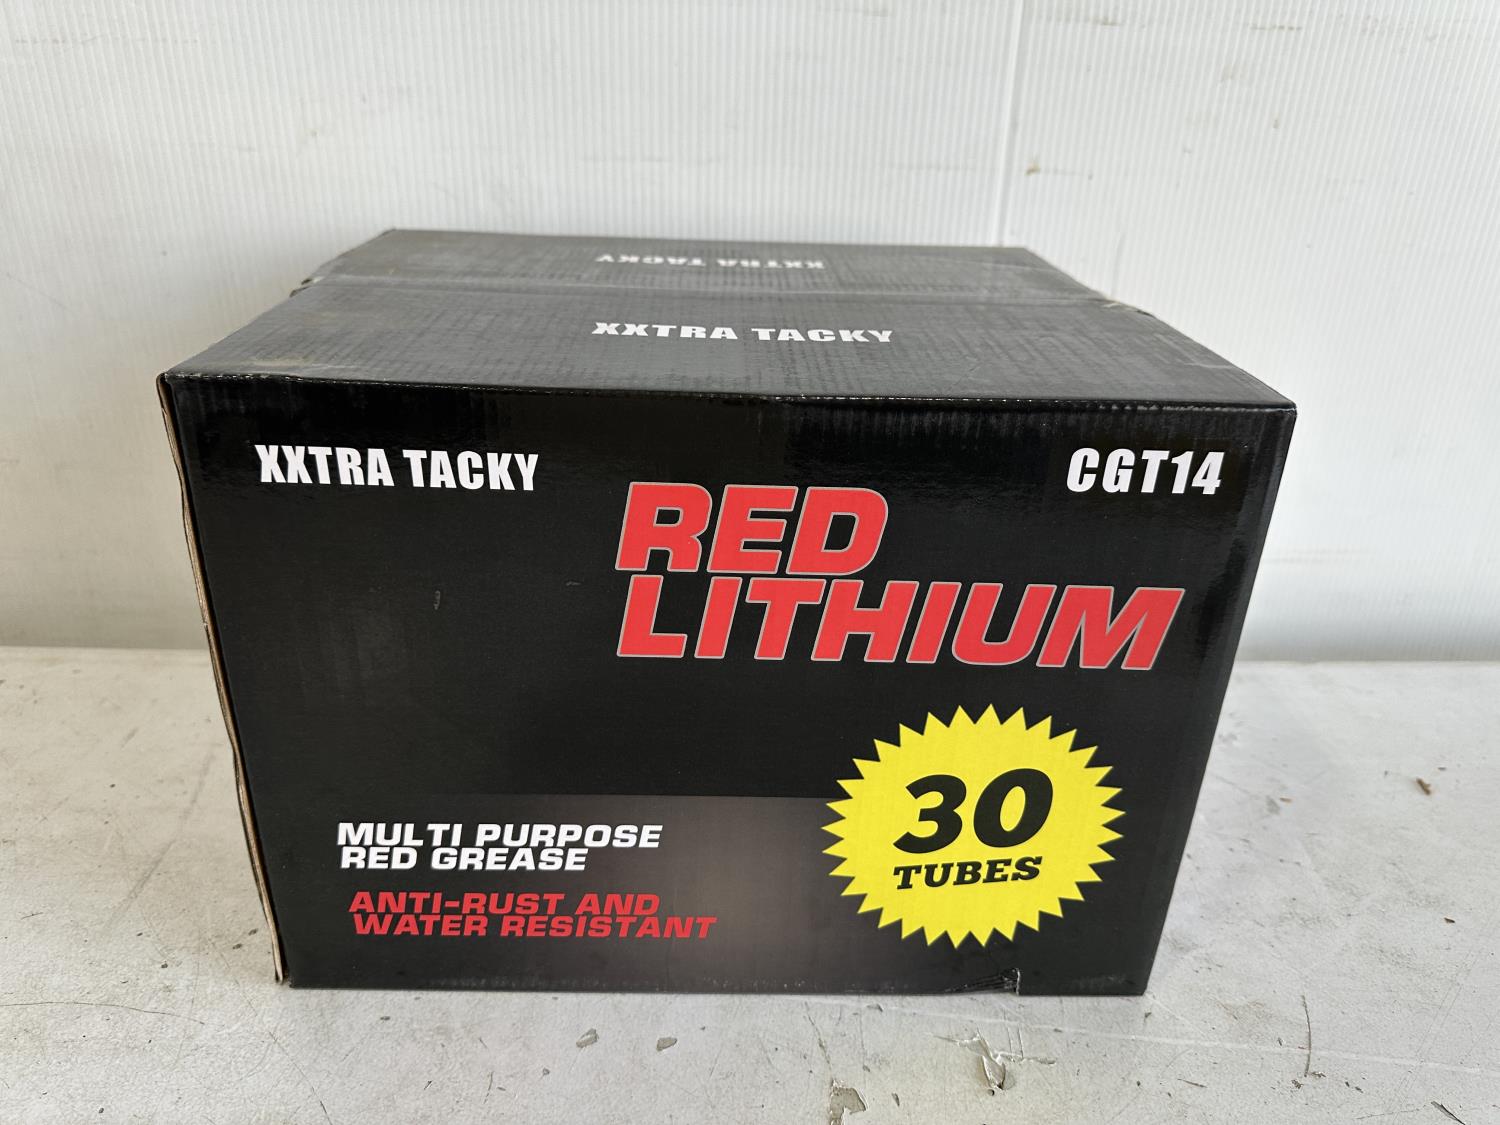 XXTRA TACKY
XXTRA TACKY
XXTRA TACKY
CGT14
RED
LITHIUM
30
TUBES
MULTI PURPOSE
RED GREASE
ANTI-RUST AND
WATER RESISTANT